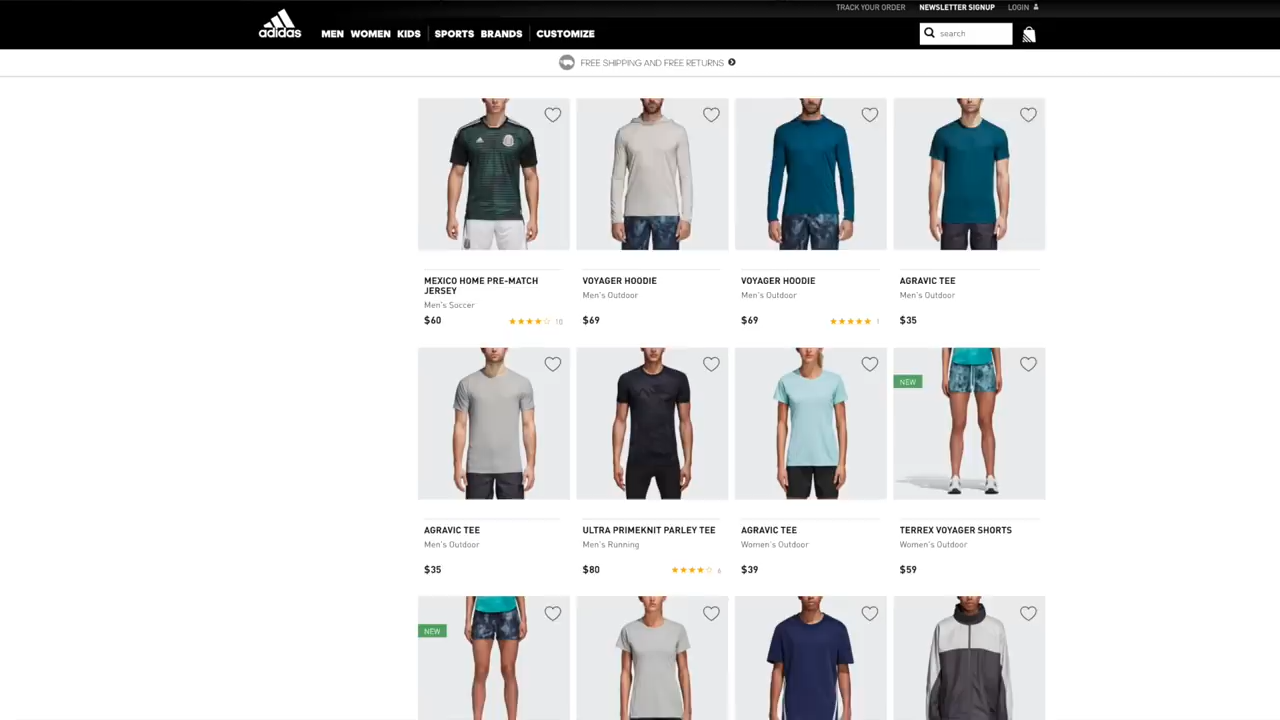 TRACK YOUR ORDER NEWSLETTER SIGNUP LOGIN
adidas
MEN WOMEN KIDS SPORTS BRANDS CUSTOMIZE
search
FREE SHIPPING AND FREE RETURNS
MEXICO HOME PRE-MATCH
JERSEY
Men's Soccer
$60
10
VOYAGER HOODIE
Men's Outdoor
$69
VOYAGER HOODIE
Men's Outdoor
$69
1
AGRAVIC TEE
Men's Outdoor
$35
AGRAVIC TEE
Men's Outdoor
$35
ULTRA PRIMEKNIT PARLEY TEE
Men's Running
$80
6
AGRAVIC TEE
Women's Outdoor
$39
NEW
TERREX VOYAGER SHORTS
Women's Outdoor
$59
NEW